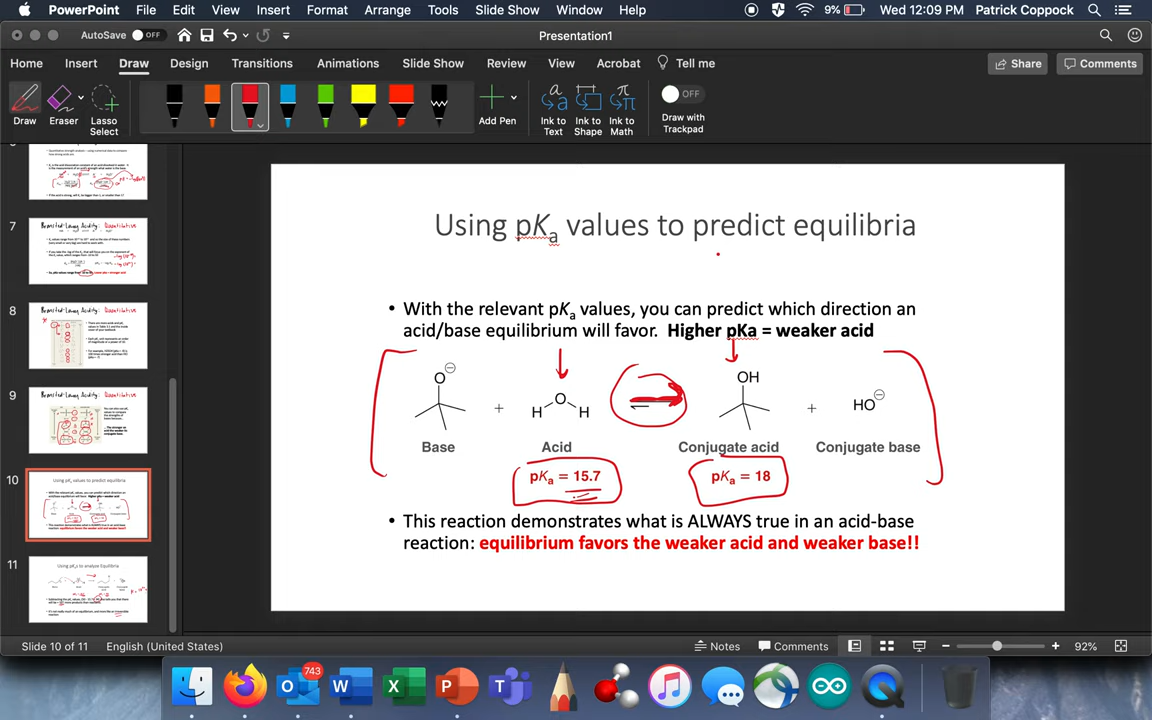 PowerPoint File Edit View Insert Format Arrange Tools Slide Show Window Help 9% Wed 12:09 PM Patrick Coppock
AutoSave OFF Presentation1
Home Insert Draw Design Transitions Animations Slide Show Review View Acrobat Tell me Share Comments
Draw Eraser Lasso Select Add Pen Ink to Text Ink to Shape Ink to Math Draw with Trackpad OFF
7
8
9
10
11
Using pKa values to predict equilibria
• With the relevant pKa values, you can predict which direction an
acid/base equilibrium will favor. Higher pKa = weaker acid
O ⊖ + H O H OH + HO ⊖
Base Acid Conjugate acid Conjugate base
pKa = 15.7 pKa = 18
• This reaction demonstrates what is ALWAYS true in an acid-base
reaction: equilibrium favors the weaker acid and weaker base!!
Slide 10 of 11 English (United States) Notes Comments 92%
743